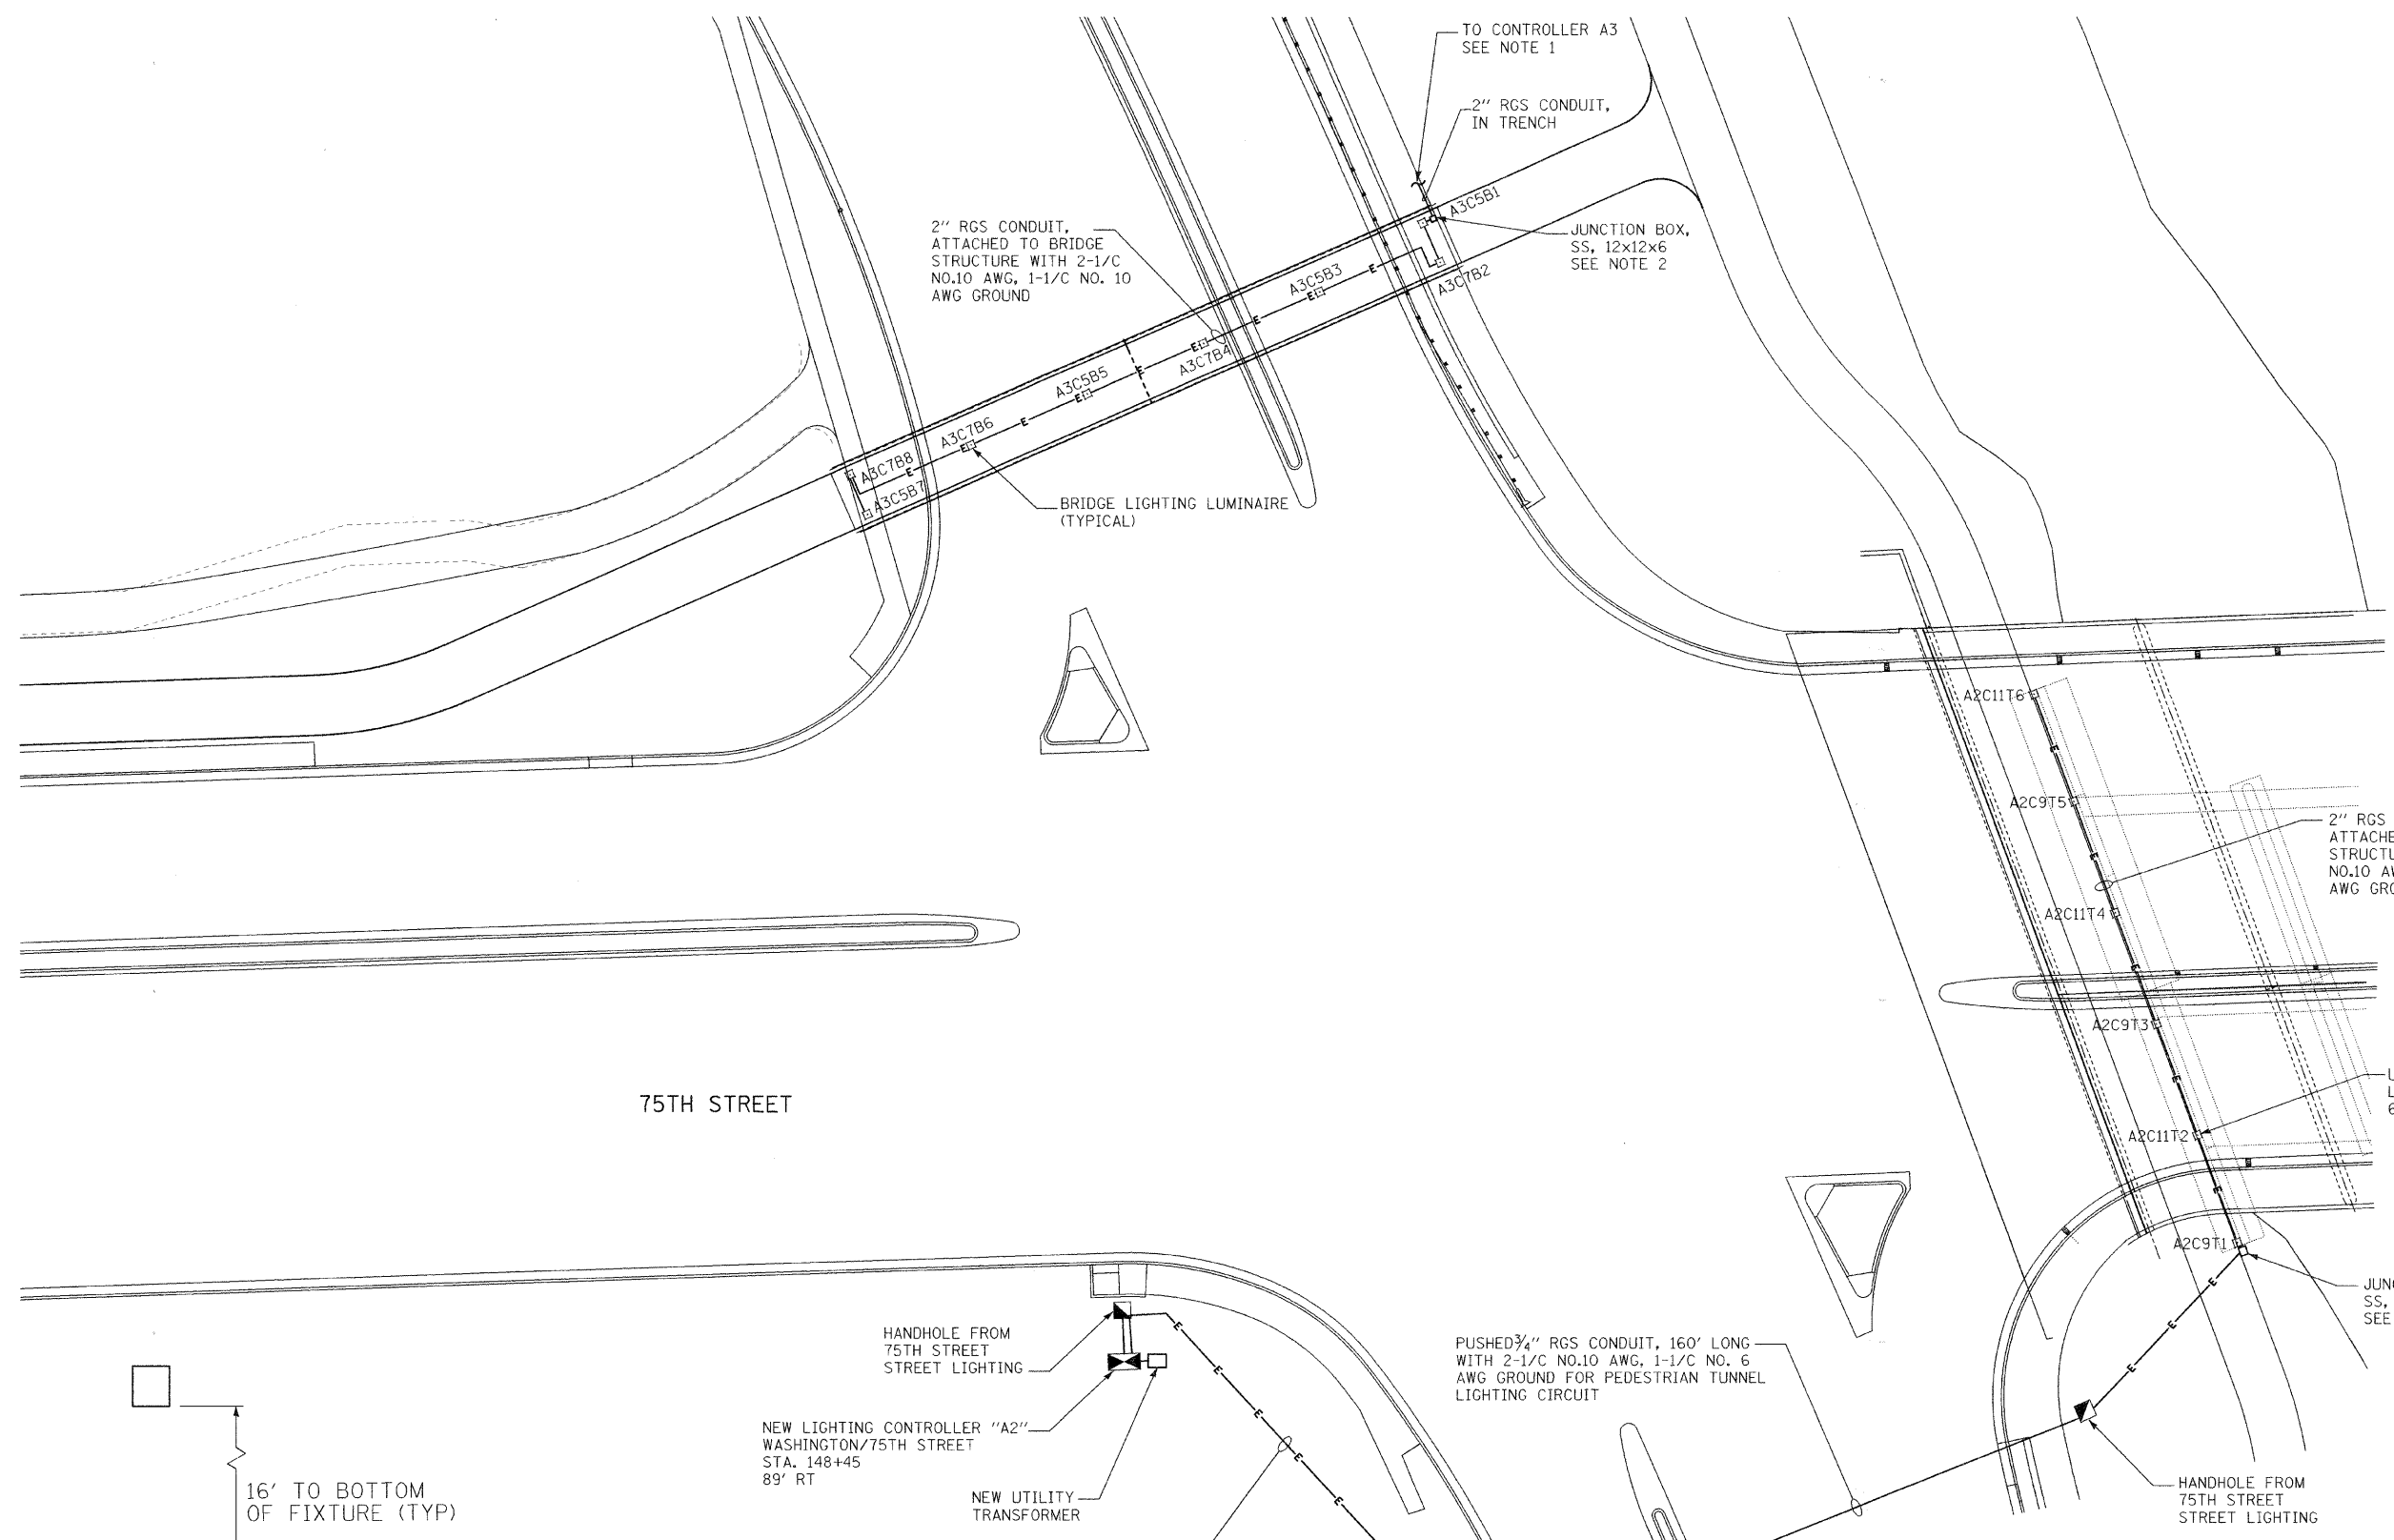 TO CONTROLLER A3
SEE NOTE 1
2" RGS CONDUIT,
IN TRENCH
A3C5B1
2" RGS CONDUIT,
ATTACHED TO BRIDGE
STRUCTURE WITH 2-1/C
NO.10 AWG, 1-1/C NO. 10
AWG GROUND
JUNCTION BOX,
SS, 12x12x6
SEE NOTE 2
A3C5B3
A3C7B2
A3C7B4
A3C5B5
A3C7B6
A3C7B8
A3C5B7
BRIDGE LIGHTING LUMINAIRE
(TYPICAL)
A2C11T6
A2C9T5
2" RGS
ATTACHE
STRUCTU
NO.10 AW
AWG GRO
A2C11T4
A2C9T3
75TH STREET
L
6
A2C11T2
A2C9T1
JUN
SS,
SEE
HANDHOLE FROM
75TH STREET
STREET LIGHTING
PUSHED 3/4" RGS CONDUIT, 160' LONG
WITH 2-1/C NO.10 AWG, 1-1/C NO. 6
AWG GROUND FOR PEDESTRIAN TUNNEL
LIGHTING CIRCUIT
NEW LIGHTING CONTROLLER "A2"
WASHINGTON/75TH STREET
STA. 148+45
89' RT
NEW UTILITY
TRANSFORMER
16' TO BOTTOM
OF FIXTURE (TYP)
HANDHOLE FROM
75TH STREET
STREET LIGHTING